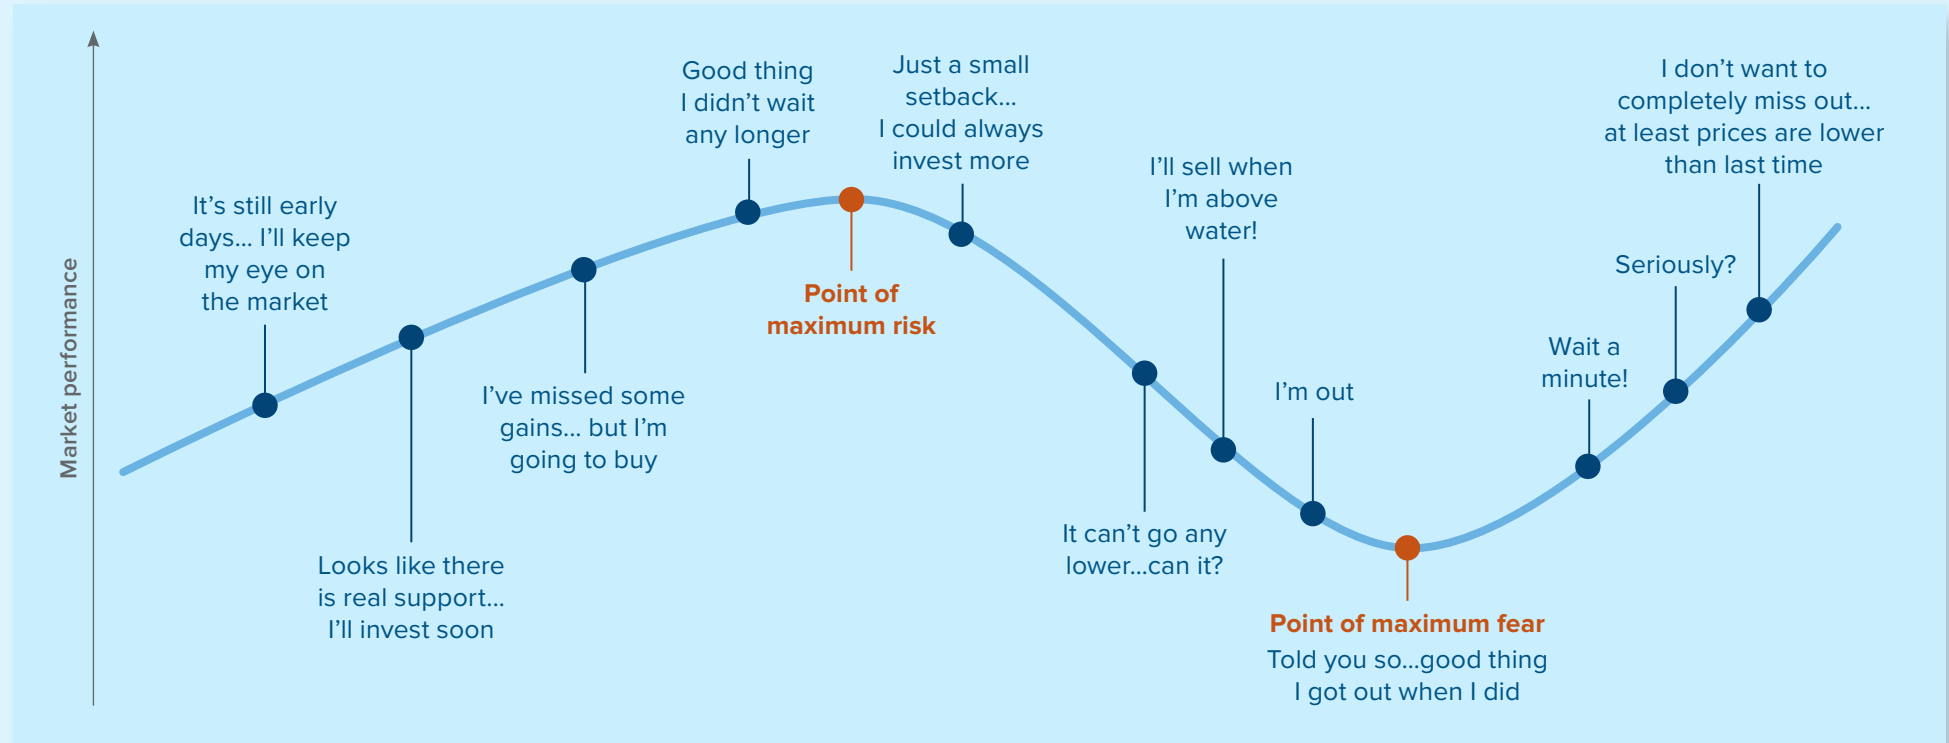 Market performance
It’s still early
days... I’ll keep
my eye on
the market
Looks like there
is real support...
I’ll invest soon
I’ve missed some
gains... but I’m
going to buy
Good thing
I didn’t wait
any longer
Point of
maximum risk
Just a small
setback...
I could always
invest more
It can’t go any
lower...can it?
I’ll sell when
I’m above
water!
I’m out
Point of maximum fear
Told you so...good thing
I got out when I did
Wait a
minute!
Seriously?
I don’t want to
completely miss out...
at least prices are lower
than last time